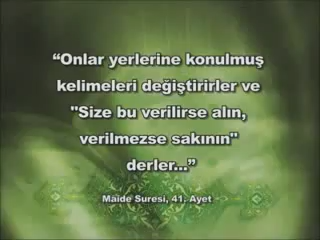 “Onlar yerlerine konulmuş
kelimeleri değiştirirler ve
"Size bu verilirse alın,
verilmezse sakının"
derler...”
Maide Suresi, 41. Ayet